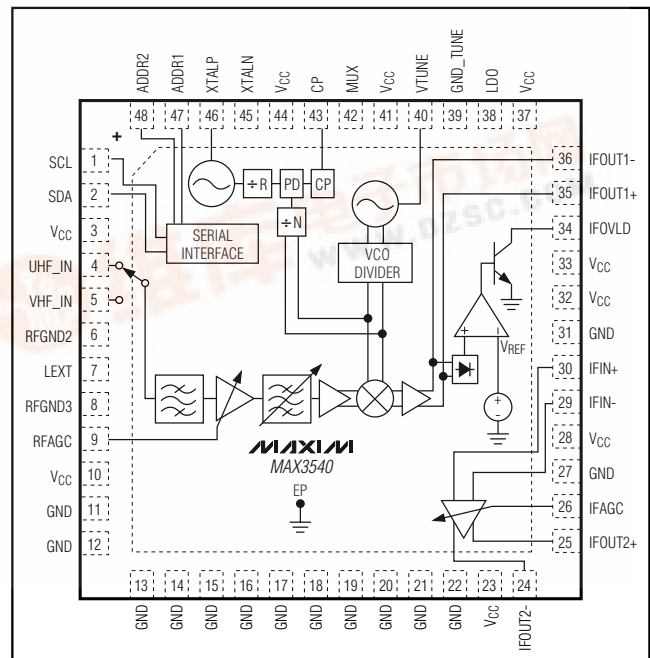 ADDR2
ADDR1
XTALP
XTALN
VCC
CP
MUX
VCC
VTUNE
GND_TUNE
LDO
VCC
48
47
46
45
44
43
42
41
40
39
38
37
+
SCL
1
SDA
2
VCC
3
UHF_IN
4
VHF_IN
5
RFGND2
6
LEXT
7
RFGND3
8
RFAGC
9
VCC
10
GND
11
GND
12
÷R
PD
CP
÷N
SERIAL
INTERFACE
VCO
DIVIDER
+
-
VREF
+
-
MAXIM
MAX3540
EP
36
IFOUT1-
35
IFOUT1+
34
IFOVLD
33
VCC
32
VCC
31
GND
30
IFIN+
29
IFIN-
28
VCC
27
GND
26
IFAGC
25
IFOUT2+
13
14
15
16
17
18
19
20
21
22
23
24
GND
GND
GND
GND
GND
GND
GND
GND
GND
GND
VCC
IFOUT2-